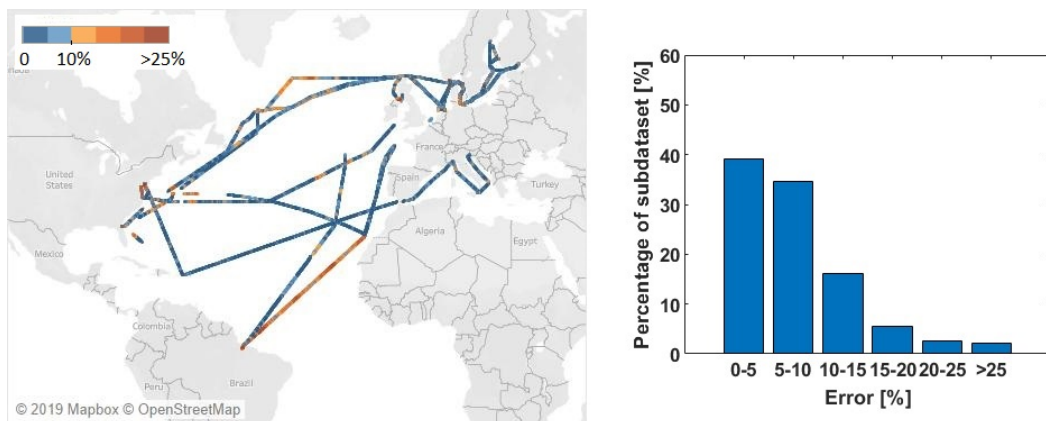 0 10% >25%
United
States
Mexico
Colombia
Peru
Brazil
France
Spain
Turkey
Algeria
Egypt
© 2019 Mapbox © OpenStreetMap
Percentage of subdataset [%]
60
50
40
30
20
10
0
0-5 5-10 10-15 15-20 20-25 >25
Error [%]